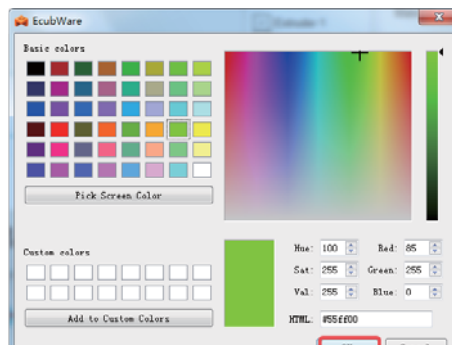 EcubWare
Basic colors
Pick Screen Color
Hue: 100 Red: 85
Sat: 255 Green: 255
Val: 255 Blue: 0
Custom colors
HTML: #55ff00
Add to Custom Colors